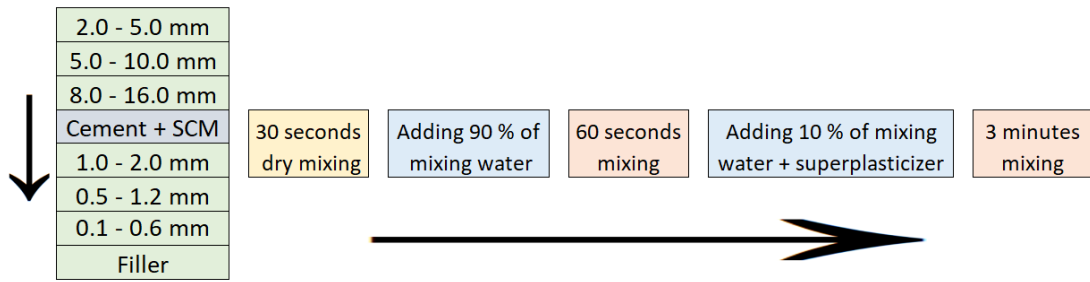 2.0 - 5.0 mm
5.0 - 10.0 mm
8.0 - 16.0 mm
Cement + SCM
1.0 - 2.0 mm
0.5 - 1.2 mm
0.1 - 0.6 mm
Filler
30 seconds
dry mixing
Adding 90 % of
mixing water
60 seconds
mixing
Adding 10 % of mixing
water + superplasticizer
3 minutes
mixing